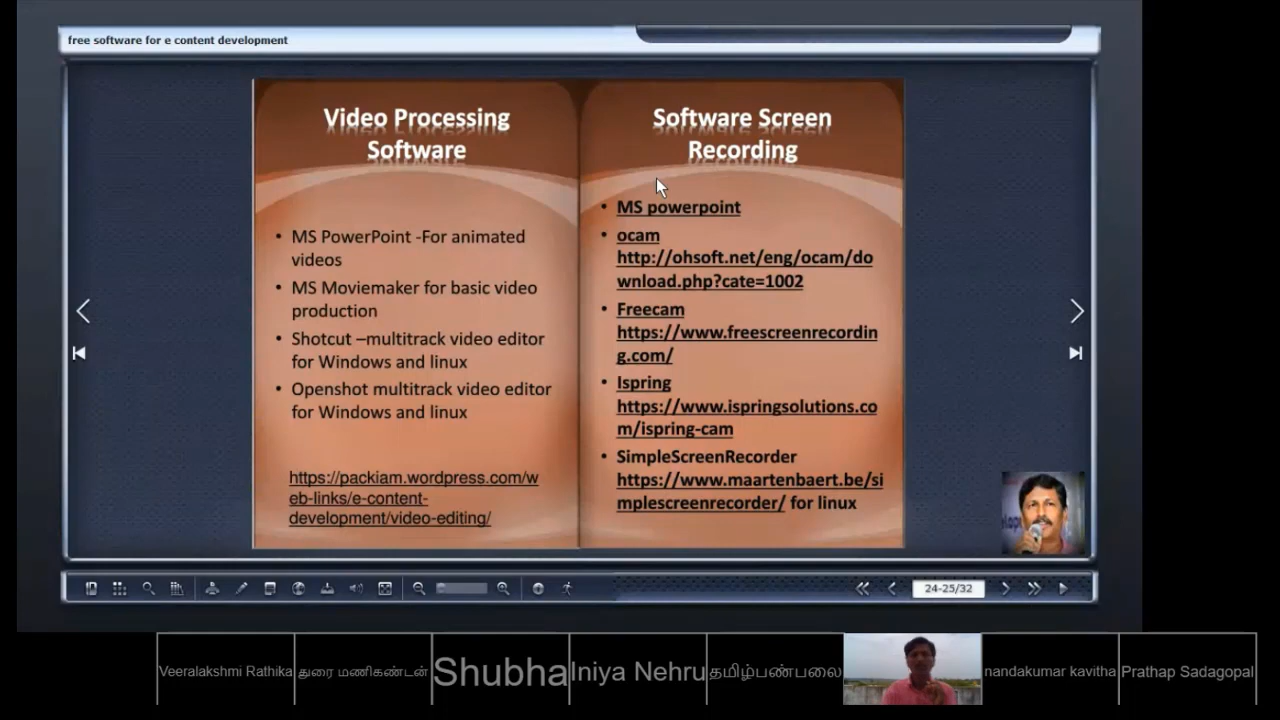 free software for e content development
Video Processing
Software
• MS PowerPoint -For animated
videos
• MS Moviemaker for basic video
production
• Shotcut –multitrack video editor
for Windows and linux
• Openshot multitrack video editor
for Windows and linux
https://packiam.wordpress.com/w
eb-links/e-content-
development/video-editing/
Software Screen
Recording
• MS powerpoint
• ocam
http://ohsoft.net/eng/ocam/do
wnload.php?cate=1002
• Freecam
https://www.freescreenrecordin
g.com/
• Ispring
https://www.ispringsolutions.co
m/ispring-cam
• SimpleScreenRecorder
https://www.maartenbaert.be/si
mplescreenrecorder/ for linux
24-25/32
Veeralakshmi Rathika
துரை மணிகண்டன்
Shubha
Iniya Nehru
தமிழ்பண்பலை
nandakumar kavitha
Prathap Sadagopal